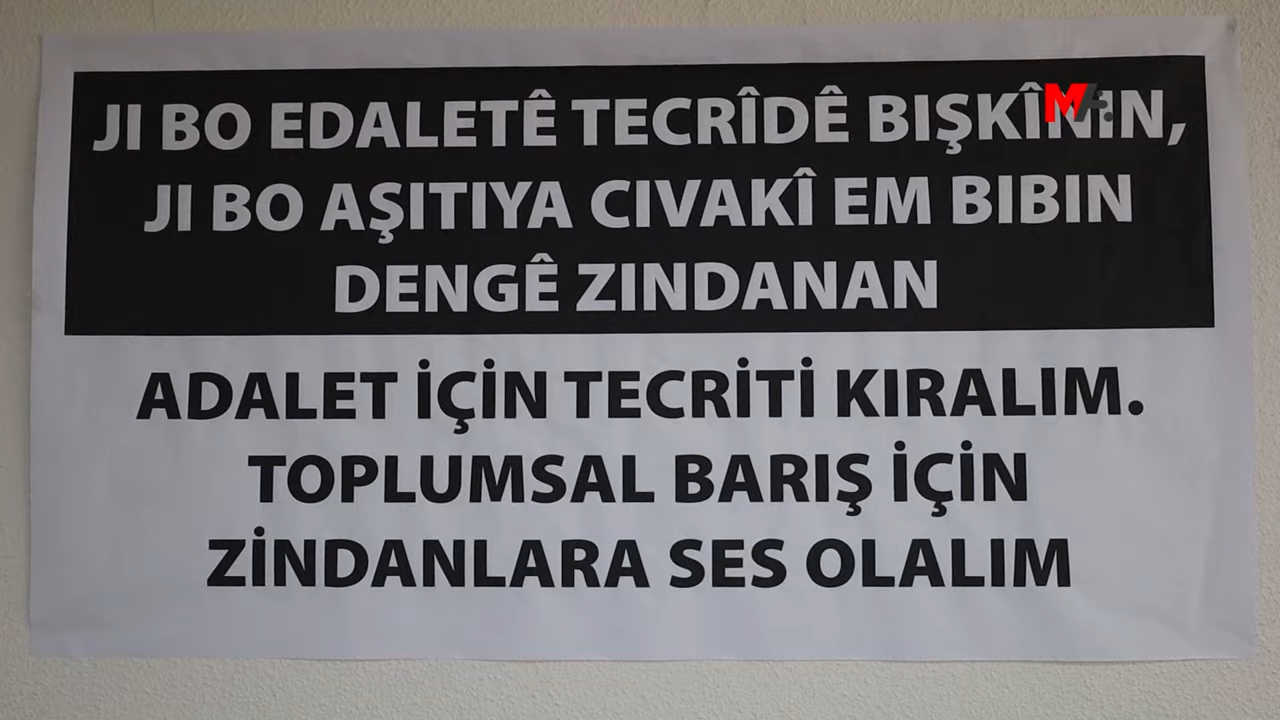 JI BO EDALETÊ TECRÎDÊ BIŞKÎNIN,
JI BO AŞITIYA CIVAKÎ EM BIBIN
DENGÊ ZINDANAN
ADALET İÇİN TECRİTİ KIRALIM.
TOPLUMSAL BARIŞ İÇİN
ZİNDANLARA SES OLALIM